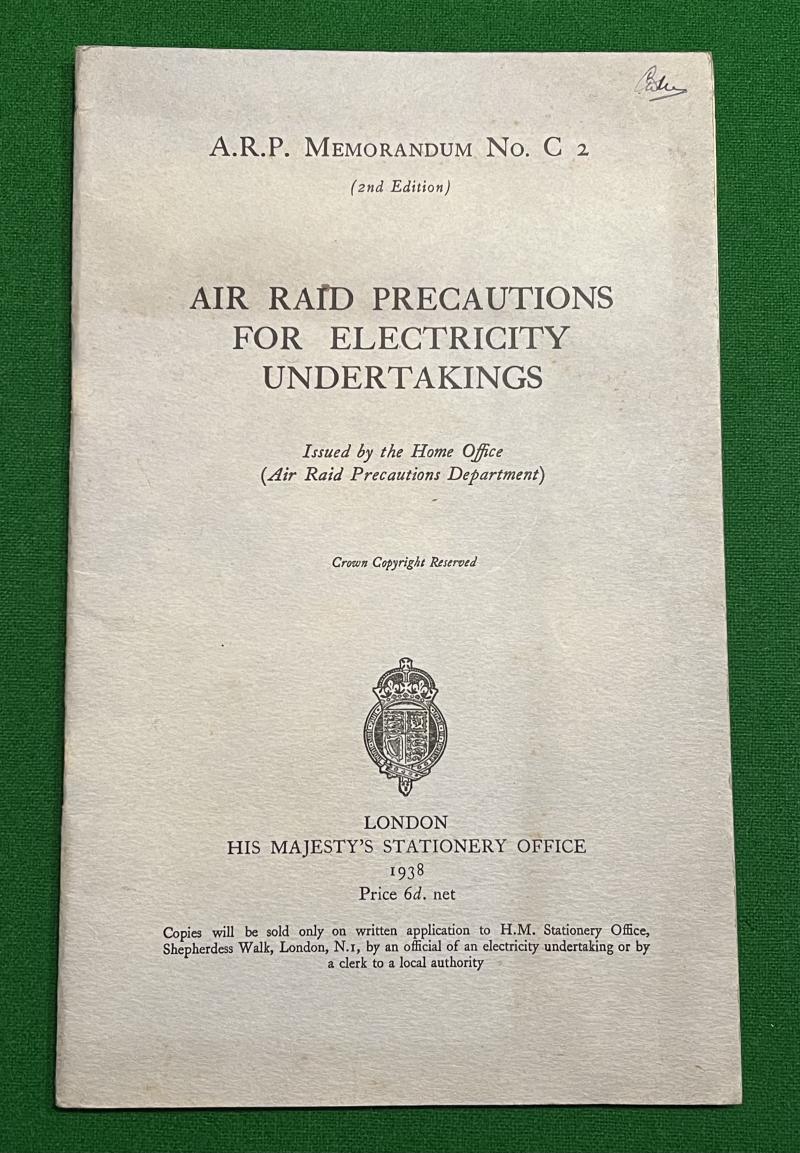 A.R.P. Memorandum No. C 2
(2nd Edition)
AIR RAID PRECAUTIONS
FOR ELECTRICITY
UNDERTAKINGS
Issued by the Home Office
(Air Raid Precautions Department)
Crown Copyright Reserved
LONDON
HIS MAJESTY'S STATIONERY OFFICE
1938
Price 6d. net
Copies will be sold only on written application to H.M. Stationery Office,
Shepherdess Walk, London, N.1, by an official of an electricity undertaking or by
a clerk to a local authority